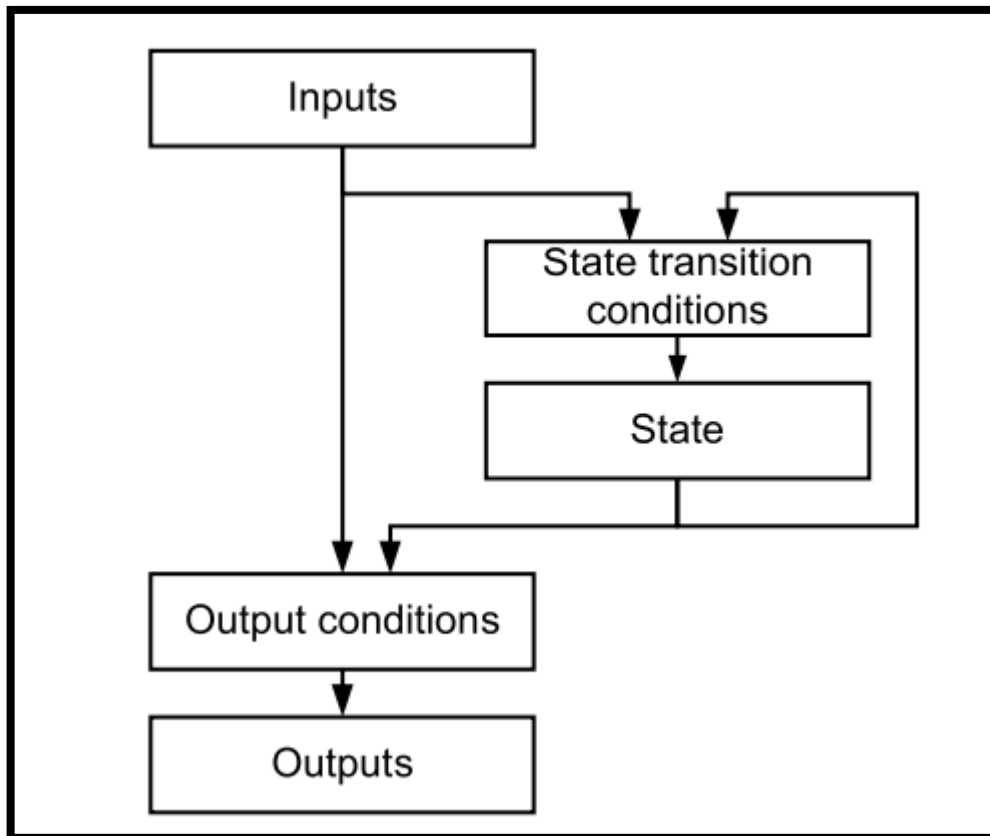 Inputs
State transition
conditions
State
Output conditions
Outputs